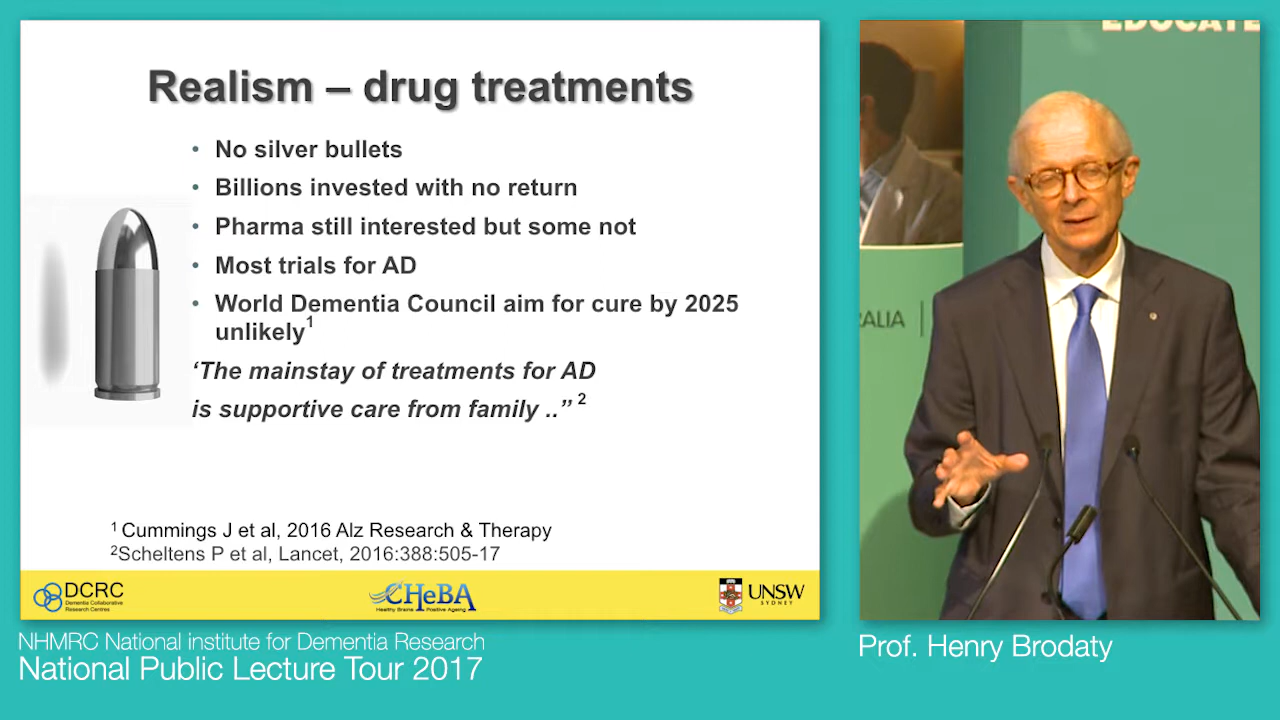 Realism – drug treatments
• No silver bullets
• Billions invested with no return
• Pharma still interested but some not
• Most trials for AD
• World Dementia Council aim for cure by 2025
unlikely1
‘The mainstay of treatments for AD
is supportive care from family ..” 2
1 Cummings J et al, 2016 Alz Research & Therapy
2Scheltens P et al, Lancet, 2016:388:505-17
DCRC
Dementia Collaborative
Research Centres
CHeBA
Healthy Brains Positive Ageing
UNSW
SYDNEY
EDUCATE
RALIA
NHMRC National institute for Dementia Research
National Public Lecture Tour 2017
Prof. Henry Brodaty